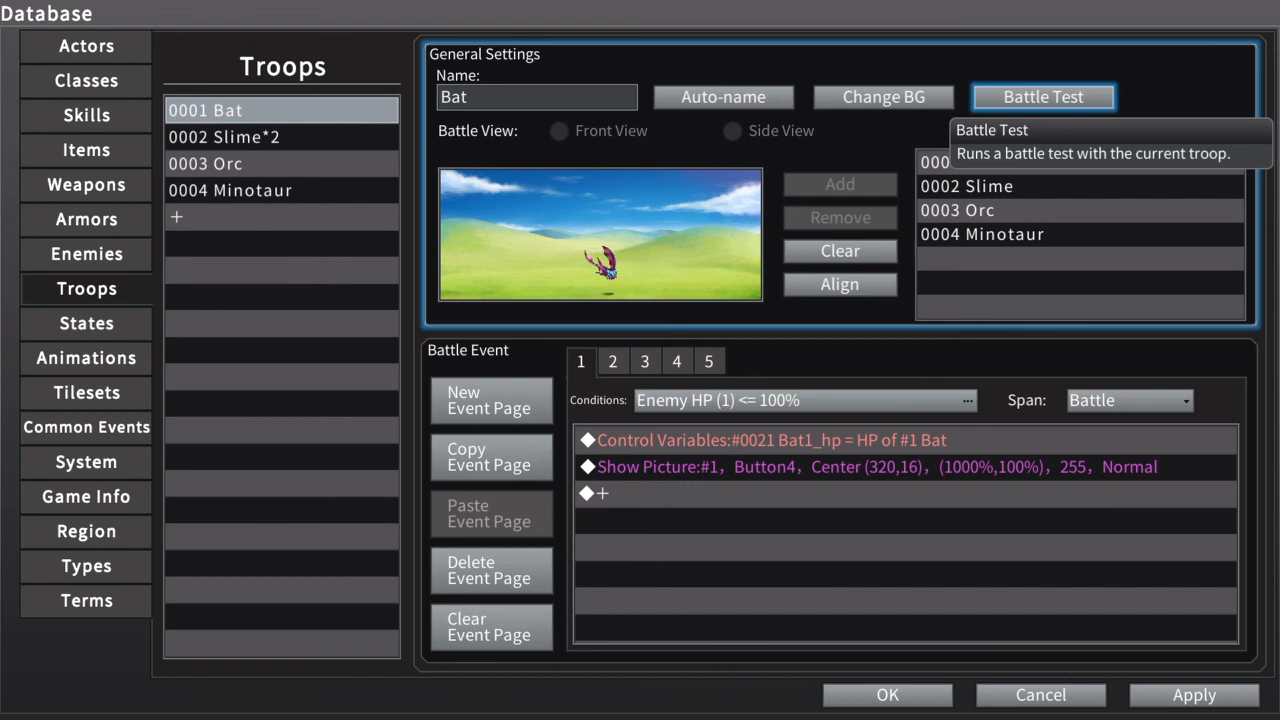 Database
Actors
Classes
Skills
Items
Weapons
Armors
Enemies
Troops
States
Animations
Tilesets
Common Events
System
Game Info
Region
Types
Terms
Troops
0001 Bat
0002 Slime*2
0003 Orc
0004 Minotaur
+
General Settings
Name:
Bat
Auto-name
Change BG
Battle Test
Battle View:
Front View
Side View
Battle Test
Runs a battle test with the current troop.
Add
Remove
Clear
Align
000
0002 Slime
0003 Orc
0004 Minotaur
Battle Event
1 2 3 4 5
New
Event Page
Copy
Event Page
Paste
Event Page
Delete
Event Page
Clear
Event Page
Conditions: Enemy HP (1) <= 100% ...
Span: Battle
◆Control Variables:#0021 Bat1_hp = HP of #1 Bat
◆Show Picture:#1, Button4, Center (320,16), (1000%,100%), 255, Normal
◆+
OK
Cancel
Apply